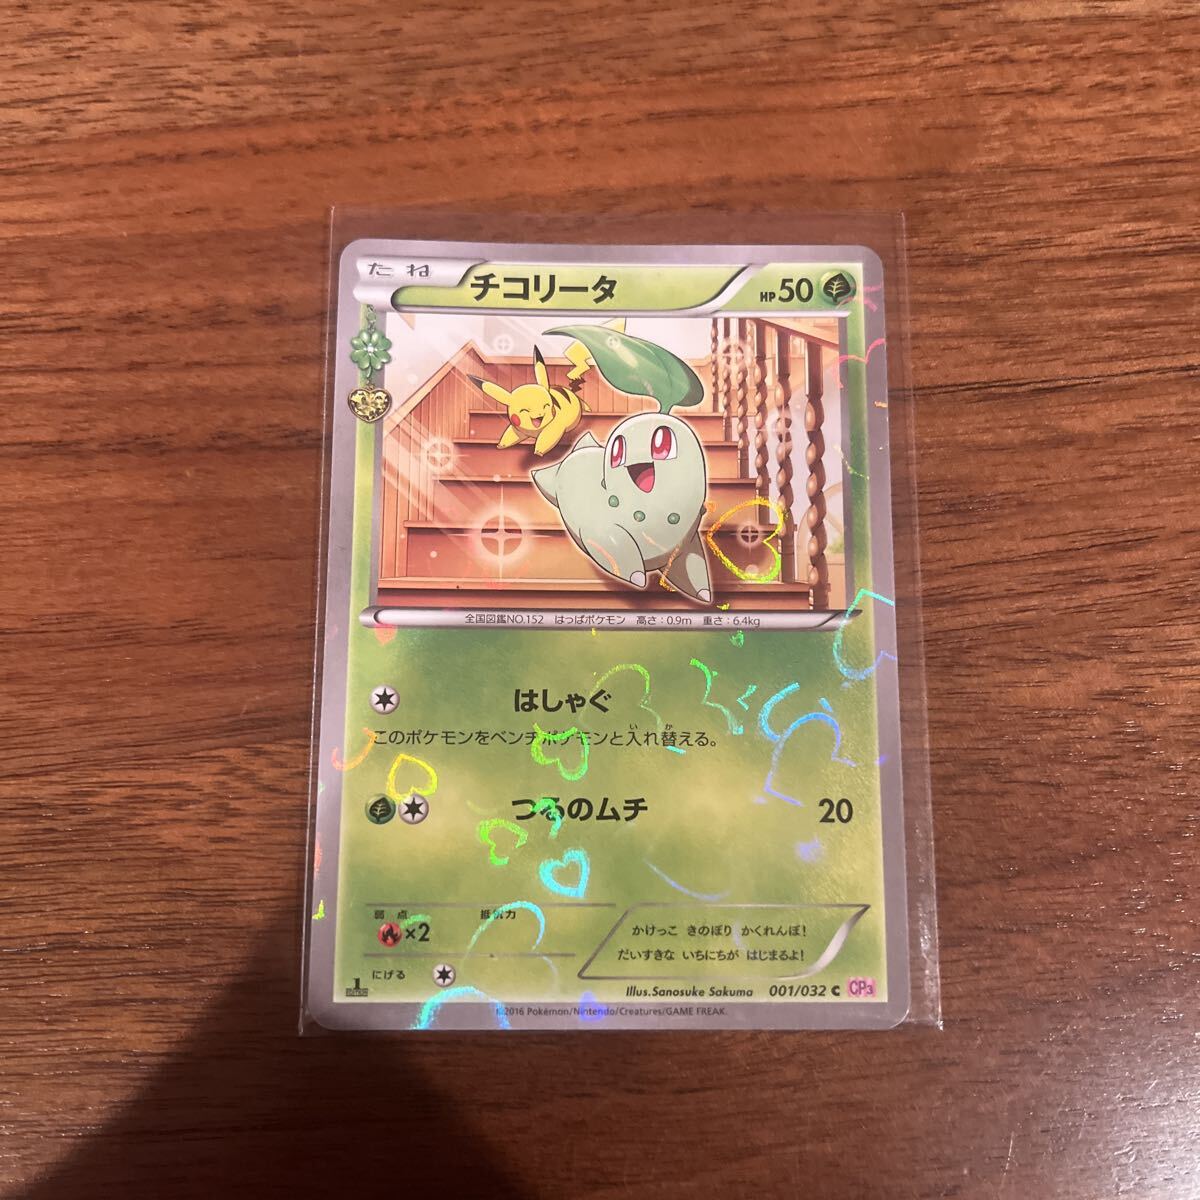 たね チコリータ HP50
全国図鑑NO.152 はっぱポケモン 高さ:0.9m 重さ:6.4kg
はしゃぐ
このポケモンをベンチポケモンと入れ替える。
つるのムチ 20
弱点 抵抗力
×2
かけっこ きのぼり かくれんぼ!
だいすきな いちにちが はじまるよ!
にげる
1 EDITION
Illus.Sanosuke Sakuma 001/032 C CP3
©2016 Pokémon/Nintendo/Creatures/GAME FREAK.